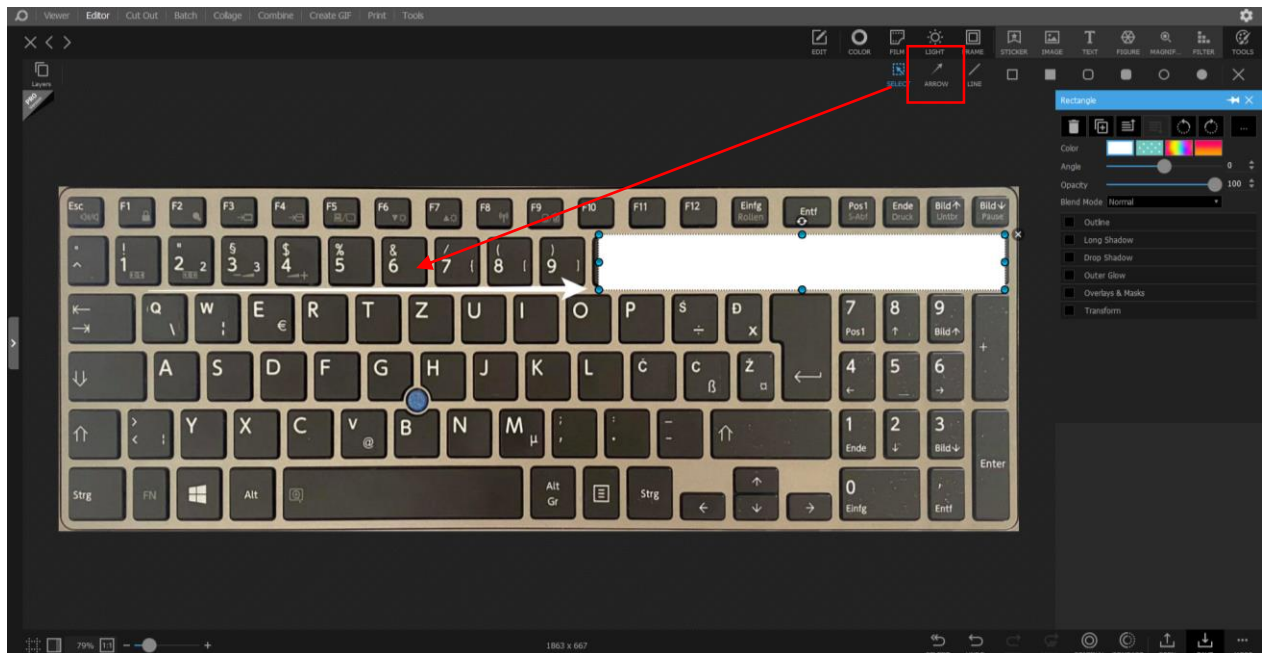 Viewer Editor Cut Out Batch Collage Combine Create GIF Print Tools
EDIT COLOR FILM LIGHT FRAME STICKER IMAGE TEXT FIGURE MAGNIF... FILTER TOOLS
Layers SELECT ARROW LINE
PRO
Rectangle
Color
Angle 0
Opacity 100
Blend Mode Normal
Outline
Long Shadow
Drop Shadow
Outer Glow
Overlays & Masks
Transform
Esc F1 F2 F3 F4 F5 F6 F7 F8 F9 F10 F11 F12 Einfg Rollen Entf Pos1 S-Abf Ende Druck Bild↑ Untbr Bild↓ Pause
° ^ ! 1 " 2 2 § 3 3 $ 4 % 5 & 6 / 7 { ( 8 [ ) 9 ]
Q \ W ¦ E € R T Z U I O P Š ÷ Đ x 7 Pos1 8 ↑ 9 Bild↑ +
A S D F G H J K L Č Ć ß Ž ¤ 4 ← 5 6 →
> < Y X C V @ B N M µ ; , : . _ - 1 Ende 2 ↓ 3 Bild↓ Enter
Strg FN Alt Alt Gr Strg ← ↑ ↓ → 0 Einfg , Entf
79% 1:1 1863 x 667